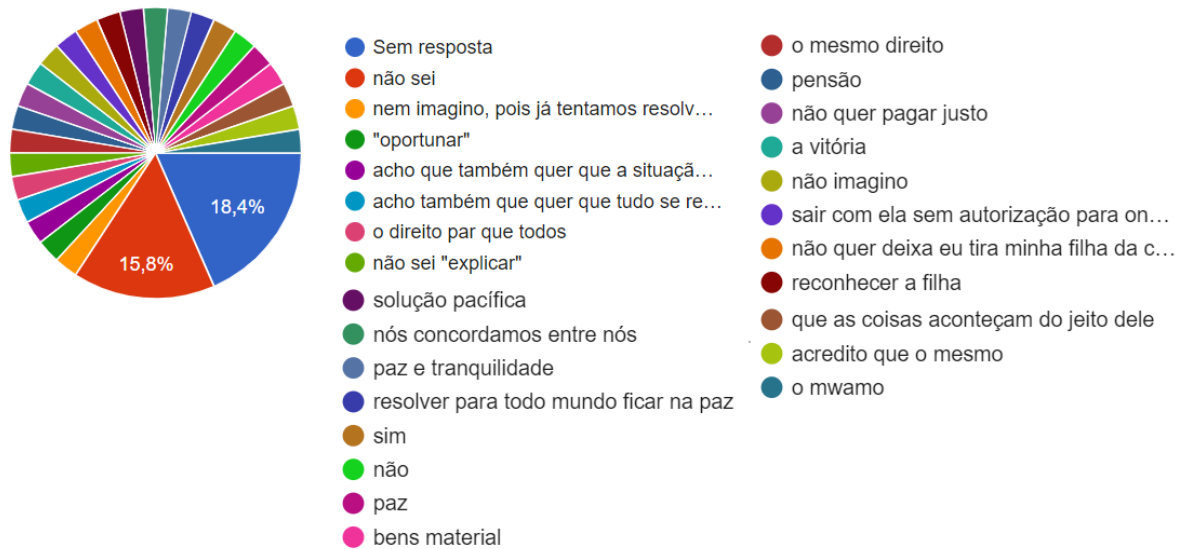 18,4%
15,8%
Sem resposta
não sei
nem imagino, pois já tentamos resolv…
"oportunar"
acho que também quer que a situaçã…
acho também que quer que tudo se re…
o direito par que todos
não sei "explicar"
solução pacífica
nós concordamos entre nós
paz e tranquilidade
resolver para todo mundo ficar na paz
sim
não
paz
bens material
o mesmo direito
pensão
não quer pagar justo
a vitória
não imagino
sair com ela sem autorização para on…
não quer deixa eu tira minha filha da c…
reconhecer a filha
que as coisas aconteçam do jeito dele
acredito que o mesmo
o mwamo